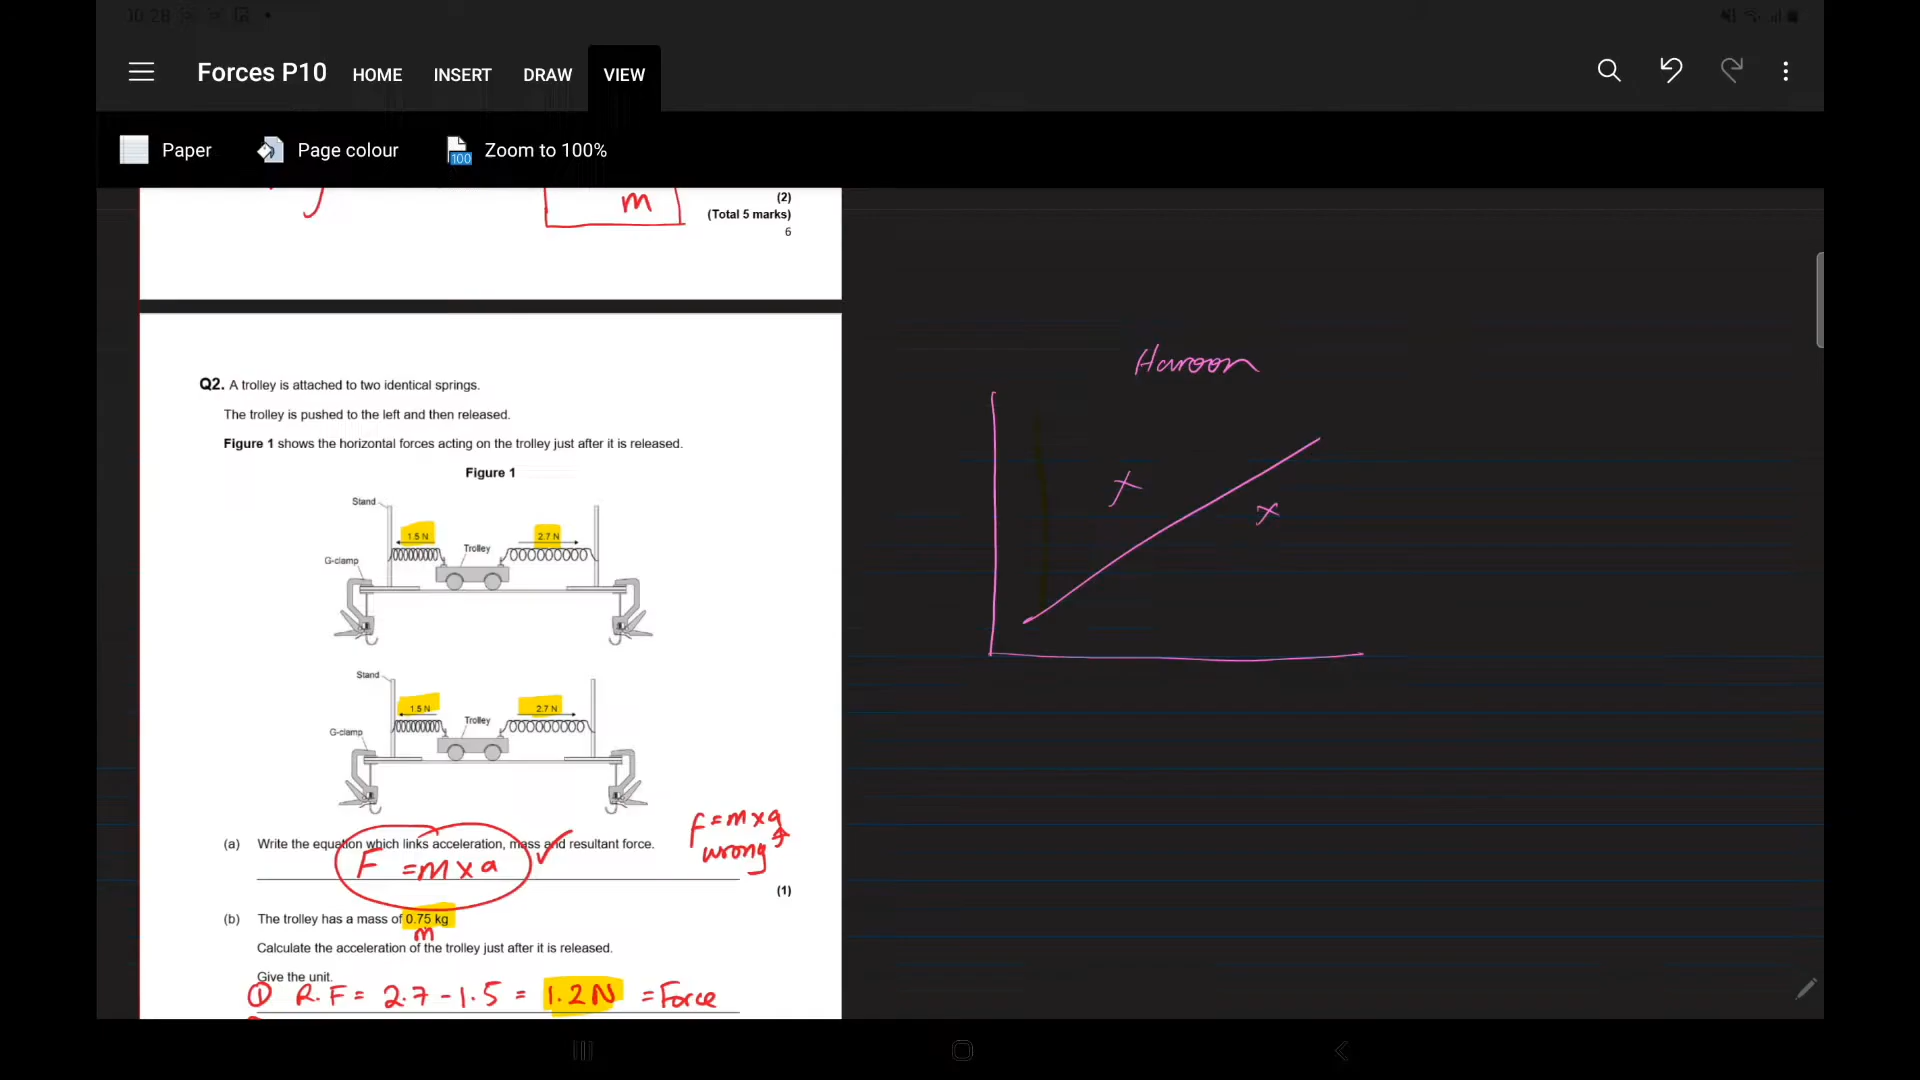 10:28
Forces P10 HOME INSERT DRAW VIEW
Paper Page colour 100 Zoom to 100%
m
(2)
(Total 5 marks)
6
Q2. A trolley is attached to two identical springs.
The trolley is pushed to the left and then released.
Figure 1 shows the horizontal forces acting on the trolley just after it is released.
Figure 1
Stand
1.5 N 2.7 N
Trolley
G-clamp
Stand
1.5 N 2.7 N
Trolley
G-clamp
F = m x g
wrong
(a) Write the equation which links acceleration, mass and resultant force.
F = m x a
(1)
(b) The trolley has a mass of 0.75 kg
m
Calculate the acceleration of the trolley just after it is released.
Give the unit.
① R.F = 2.7 - 1.5 = 1.2 N = Force
Haroon
x
x